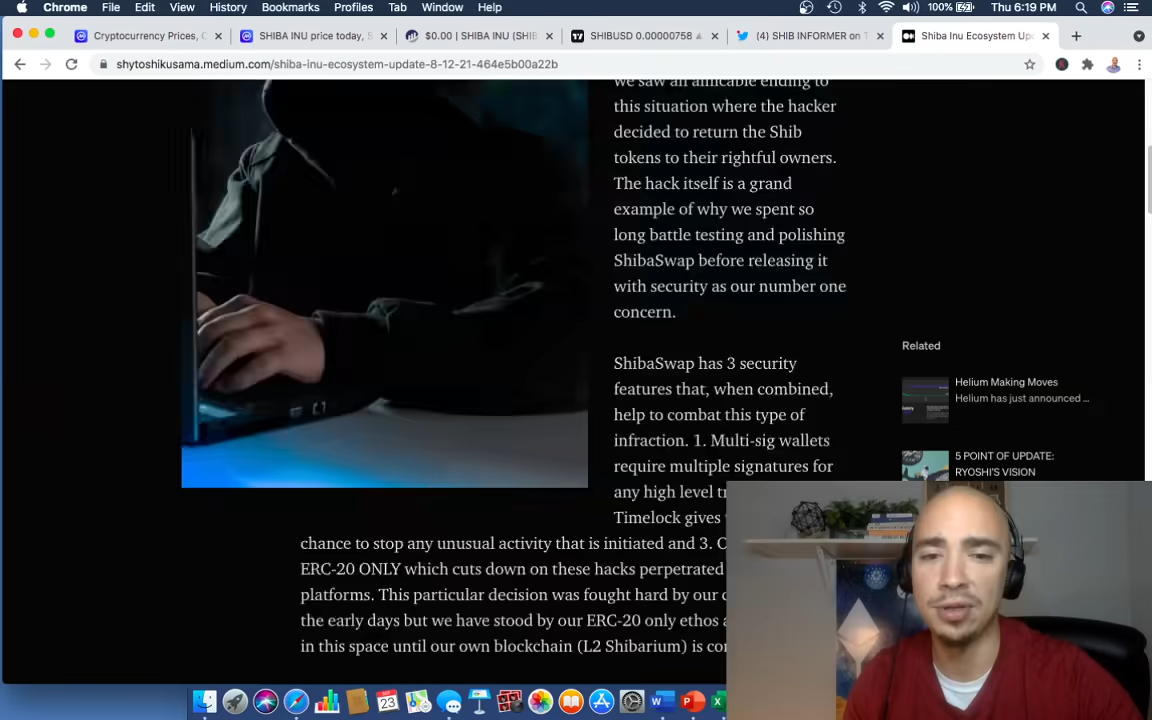 Chrome File Edit View History Bookmarks Profiles Tab Window Help 100% Thu 6:19 PM
Cryptocurrency Prices, C
SHIBA INU price today, S
$0.00 | SHIBA INU (SHIB
SHIBUSD 0.00000758
(4) SHIB INFORMER on T
Shiba Inu Ecosystem Upd
shytoshikusama.medium.com/shiba-inu-ecosystem-update-8-12-21-464e5b00a22b
we saw an amicable ending to
this situation where the hacker
decided to return the Shib
tokens to their rightful owners.
The hack itself is a grand
example of why we spent so
long battle testing and polishing
ShibaSwap before releasing it
with security as our number one
concern.
ShibaSwap has 3 security
features that, when combined,
help to combat this type of
infraction. 1. Multi-sig wallets
require multiple signatures for
any high level
Timelock gives
chance to stop any unusual activity that is initiated and 3.
ERC-20 ONLY which cuts down on these hacks perpetrated
platforms. This particular decision was fought hard by our
the early days but we have stood by our ERC-20 only ethos
in this space until our own blockchain (L2 Shibarium) is
Related
Helium Making Moves
Helium has just announced ...
5 POINT OF UPDATE:
RYOSHI'S VISION
23